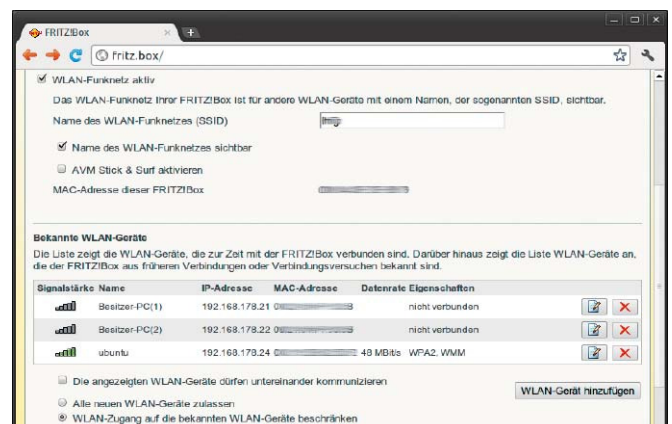 FRITZ!Box
fritz.box/
WLAN-Funknetz aktiv
Das WLAN-Funknetz Ihrer FRITZ!Box ist für andere WLAN-Geräte mit einem Namen, der sogenannten SSID, sichtbar.
Name des WLAN-Funknetzes (SSID)
Name des WLAN-Funknetzes sichtbar
AVM Stick & Surf aktivieren
MAC-Adresse dieser FRITZ!Box
Bekannte WLAN-Geräte
Die Liste zeigt die WLAN-Geräte, die zur Zeit mit der FRITZ!Box verbunden sind. Darüber hinaus zeigt die Liste WLAN-Geräte an,
die der FRITZ!Box aus früheren Verbindungen oder Verbindungsversuchen bekannt sind.
Signalstärke Name IP-Adresse MAC-Adresse Datenrate Eigenschaften
Besitzer-PC(1) 192.168.178.21 nicht verbunden
Besitzer-PC(2) 192.168.178.22 nicht verbunden
ubuntu 192.168.178.24 48 MBit/s WPA2, WMM
Die angezeigten WLAN-Geräte dürfen untereinander kommunizieren
WLAN-Gerät hinzufügen
Alle neuen WLAN-Geräte zulassen
WLAN-Zugang auf die bekannten WLAN-Geräte beschränken